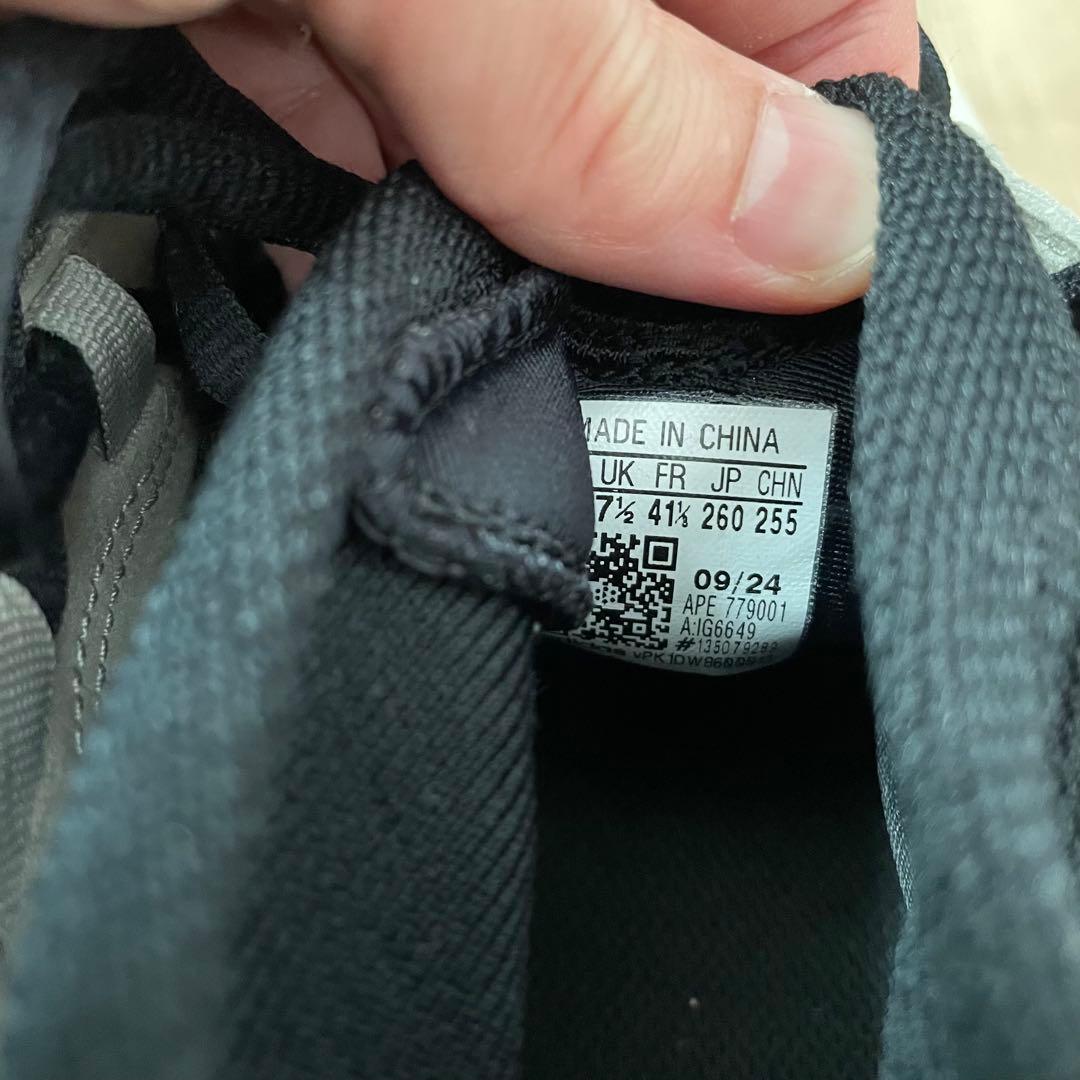 MADE IN CHINA
UK FR JP CHN
7½ 41⅓ 260 255
09/24
APE 779001
A:IG6649